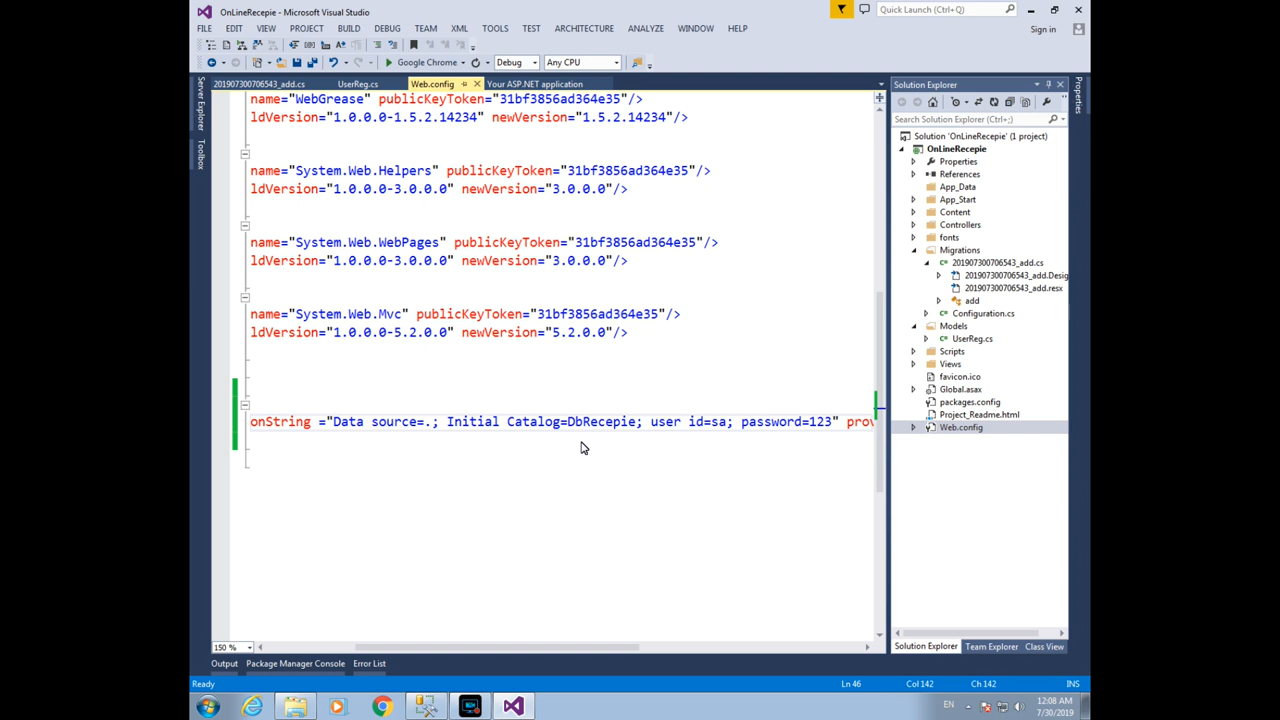 OnLineRecepie - Microsoft Visual Studio
Quick Launch (Ctrl+Q)
FILE EDIT VIEW PROJECT BUILD DEBUG TEAM XML TOOLS TEST ARCHITECTURE ANALYZE WINDOW HELP
Sign in
Google Chrome Debug Any CPU
Server Explorer
Toolbox
201907300706543_add.cs UserReg.cs Web.config Your ASP.NET application
name="WebGrease" publicKeyToken="31bf3856ad364e35"/>
ldVersion="1.0.0.0-1.5.2.14234" newVersion="1.5.2.14234"/>
name="System.Web.Helpers" publicKeyToken="31bf3856ad364e35"/>
ldVersion="1.0.0.0-3.0.0.0" newVersion="3.0.0.0"/>
name="System.Web.WebPages" publicKeyToken="31bf3856ad364e35"/>
ldVersion="1.0.0.0-3.0.0.0" newVersion="3.0.0.0"/>
name="System.Web.Mvc" publicKeyToken="31bf3856ad364e35"/>
ldVersion="1.0.0.0-5.2.0.0" newVersion="5.2.0.0"/>
onString ="Data source=.; Initial Catalog=DbRecepie; user id=sa; password=123" prov
150 %
Solution Explorer
Search Solution Explorer (Ctrl+;)
Solution 'OnLineRecepie' (1 project)
OnLineRecepie
Properties
References
App_Data
App_Start
Content
Controllers
fonts
Migrations
201907300706543_add.cs
201907300706543_add.Desig
201907300706543_add.resx
add
Configuration.cs
Models
UserReg.cs
Scripts
Views
favicon.ico
Global.asax
packages.config
Project_Readme.html
Web.config
Solution Explorer Team Explorer Class View
Properties
Output Package Manager Console Error List
Ready Ln 46 Col 142 Ch 142 INS
EN
12:08 AM
7/30/2019